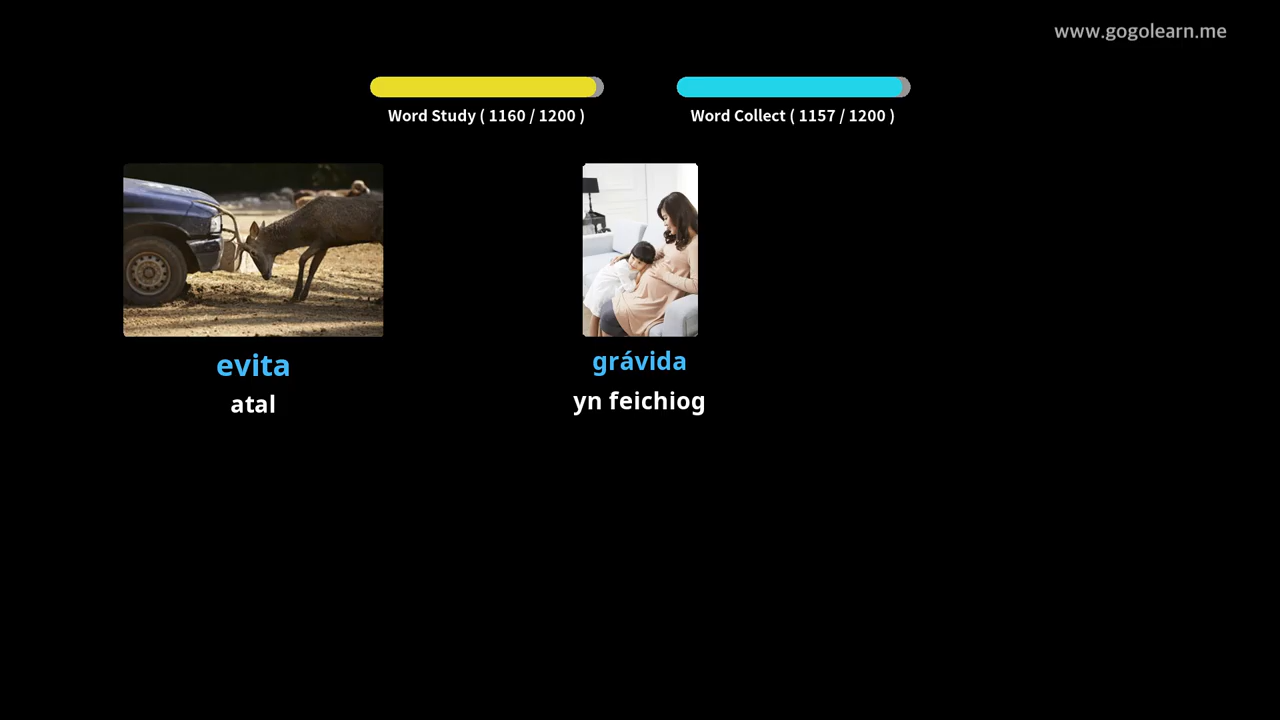 www.gogolearn.me
Word Study ( 1160 / 1200 )
Word Collect ( 1157 / 1200 )
evita
atal
grávida
yn feichiog